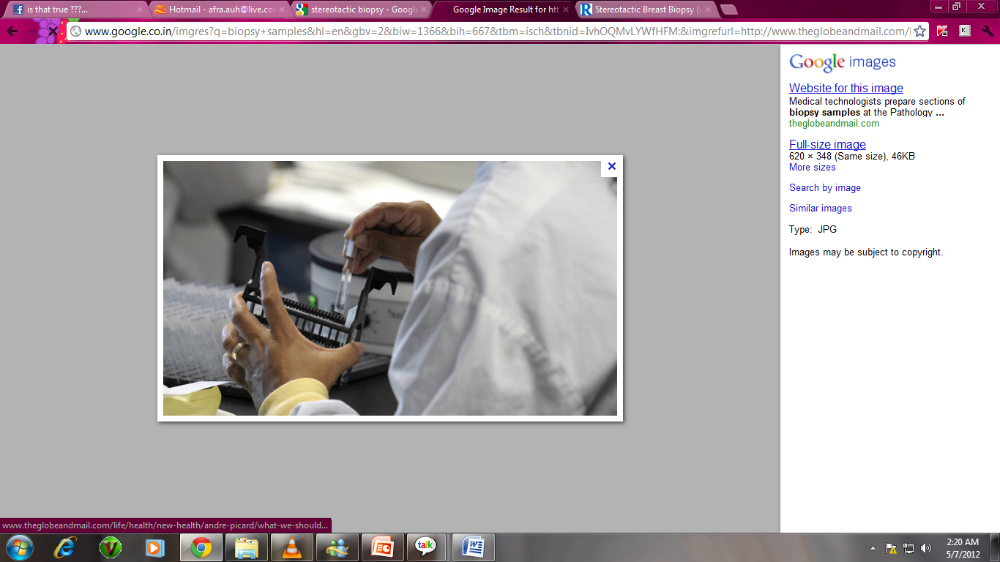 is that true ???...
Hotmail - afra.auh@live.co
stereotactic biopsy - Google
Google Image Result for htt
Stereotactic Breast Biopsy (
www.google.co.in/imgres?q=biopsy+samples&hl=en&gbv=2&biw=1366&bih=667&tbm=isch&tbnid=IvhOQMvLYWfHFM:&imgrefurl=http://www.theglobeandmail.com/l
Google images
Website for this image
Medical technologists prepare sections of
biopsy samples at the Pathology ...
theglobeandmail.com
Full-size image
620 × 348 (Same size), 46KB
More sizes
Search by image
Similar images
Type: JPG
Images may be subject to copyright.
www.theglobeandmail.com/life/health/new-health/andre-picard/what-we-should...
talk
2:20 AM
5/7/2012